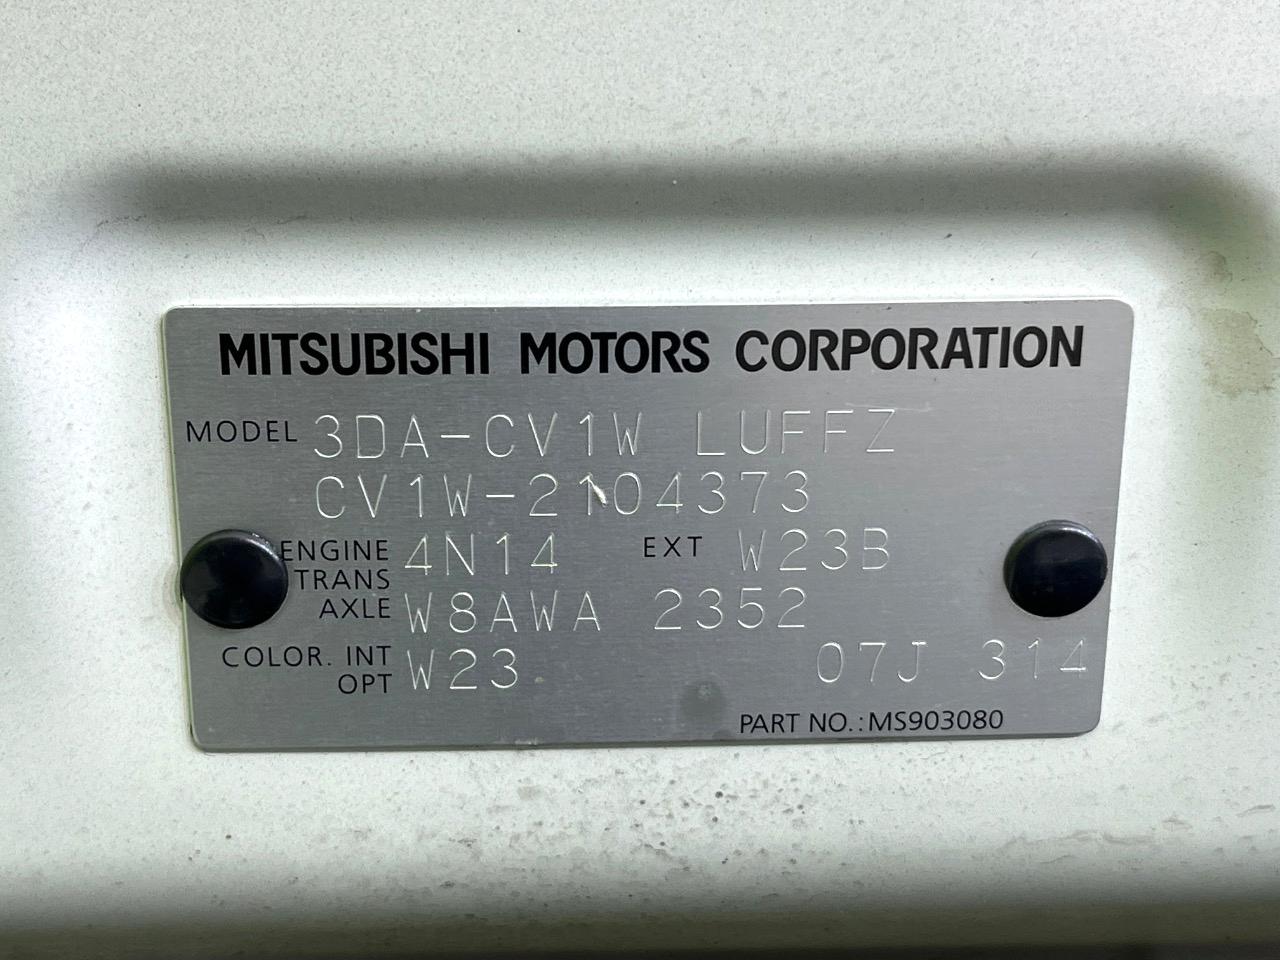 MITSUBISHI MOTORS CORPORATION
MODEL 3DA-CV1W LUFFZ
CV1W-2104373
ENGINE 4N14 EXT W23B
TRANS
AXLE W8AWA 2352
COLOR. INT W23 07J 314
OPT
PART NO.: MS903080